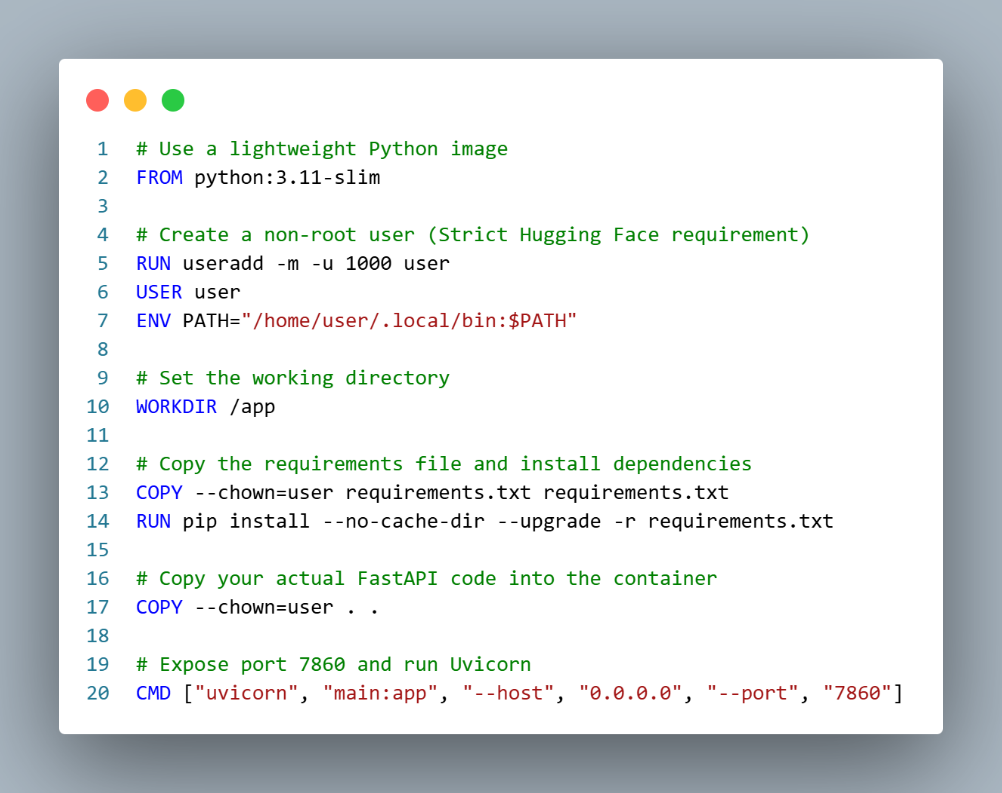 1 # Use a lightweight Python image
2 FROM python:3.11-slim
3
4 # Create a non-root user (Strict Hugging Face requirement)
5 RUN useradd -m -u 1000 user
6 USER user
7 ENV PATH="/home/user/.local/bin:$PATH"
8
9 # Set the working directory
10 WORKDIR /app
11
12 # Copy the requirements file and install dependencies
13 COPY --chown=user requirements.txt requirements.txt
14 RUN pip install --no-cache-dir --upgrade -r requirements.txt
15
16 # Copy your actual FastAPI code into the container
17 COPY --chown=user . .
18
19 # Expose port 7860 and run Uvicorn
20 CMD ["uvicorn", "main:app", "--host", "0.0.0.0", "--port", "7860"]